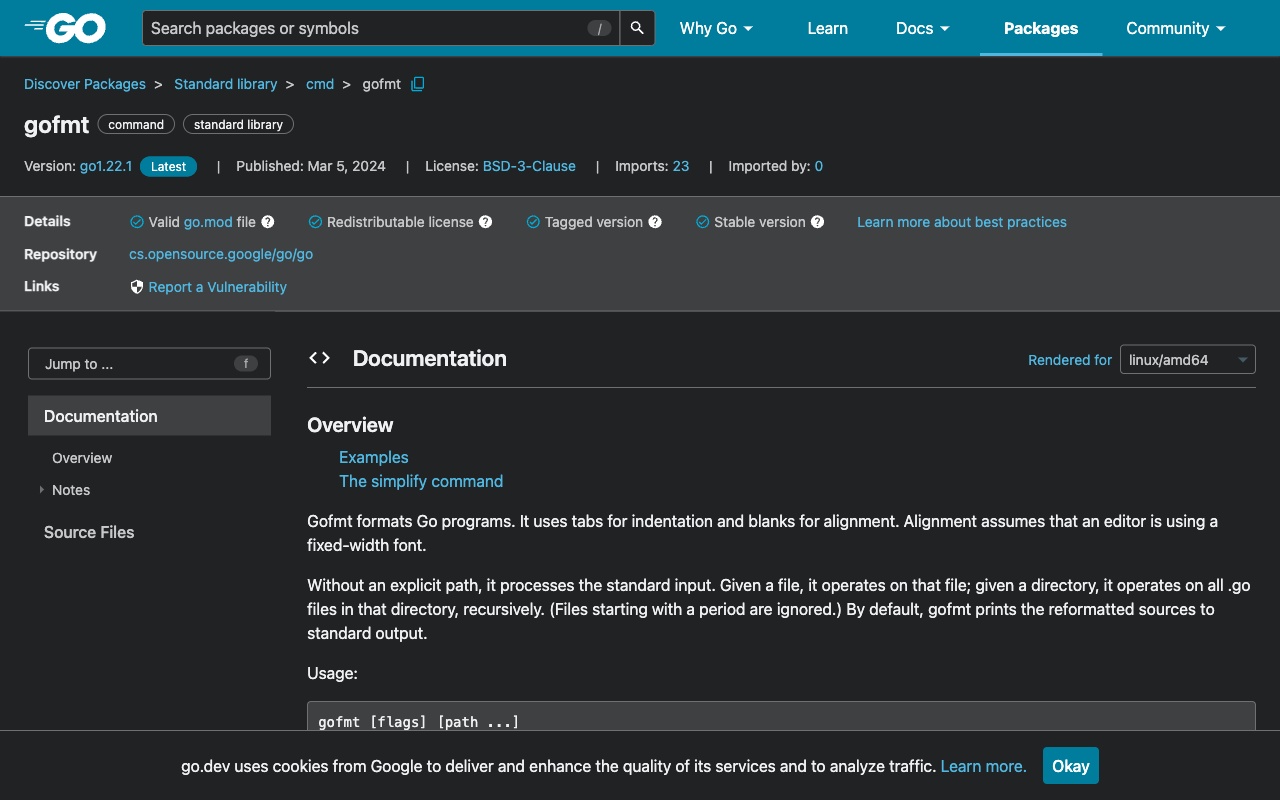 GO
Search packages or symbols
/
Why Go
Learn
Docs
Packages
Community
Discover Packages > Standard library > cmd > gofmt
gofmt command standard library
Version: go1.22.1 Latest | Published: Mar 5, 2024 | License: BSD-3-Clause | Imports: 23 | Imported by: 0
Details Valid go.mod file Redistributable license Tagged version Stable version Learn more about best practices
Repository cs.opensource.google/go/go
Links Report a Vulnerability
Jump to ... f
Documentation
Overview
Notes
Source Files
Documentation
Rendered for linux/amd64
Overview
Examples
The simplify command
Gofmt formats Go programs. It uses tabs for indentation and blanks for alignment. Alignment assumes that an editor is using a
fixed-width font.
Without an explicit path, it processes the standard input. Given a file, it operates on that file; given a directory, it operates on all .go
files in that directory, recursively. (Files starting with a period are ignored.) By default, gofmt prints the reformatted sources to
standard output.
Usage:
gofmt [flags] [path ...]
go.dev uses cookies from Google to deliver and enhance the quality of its services and to analyze traffic. Learn more. Okay